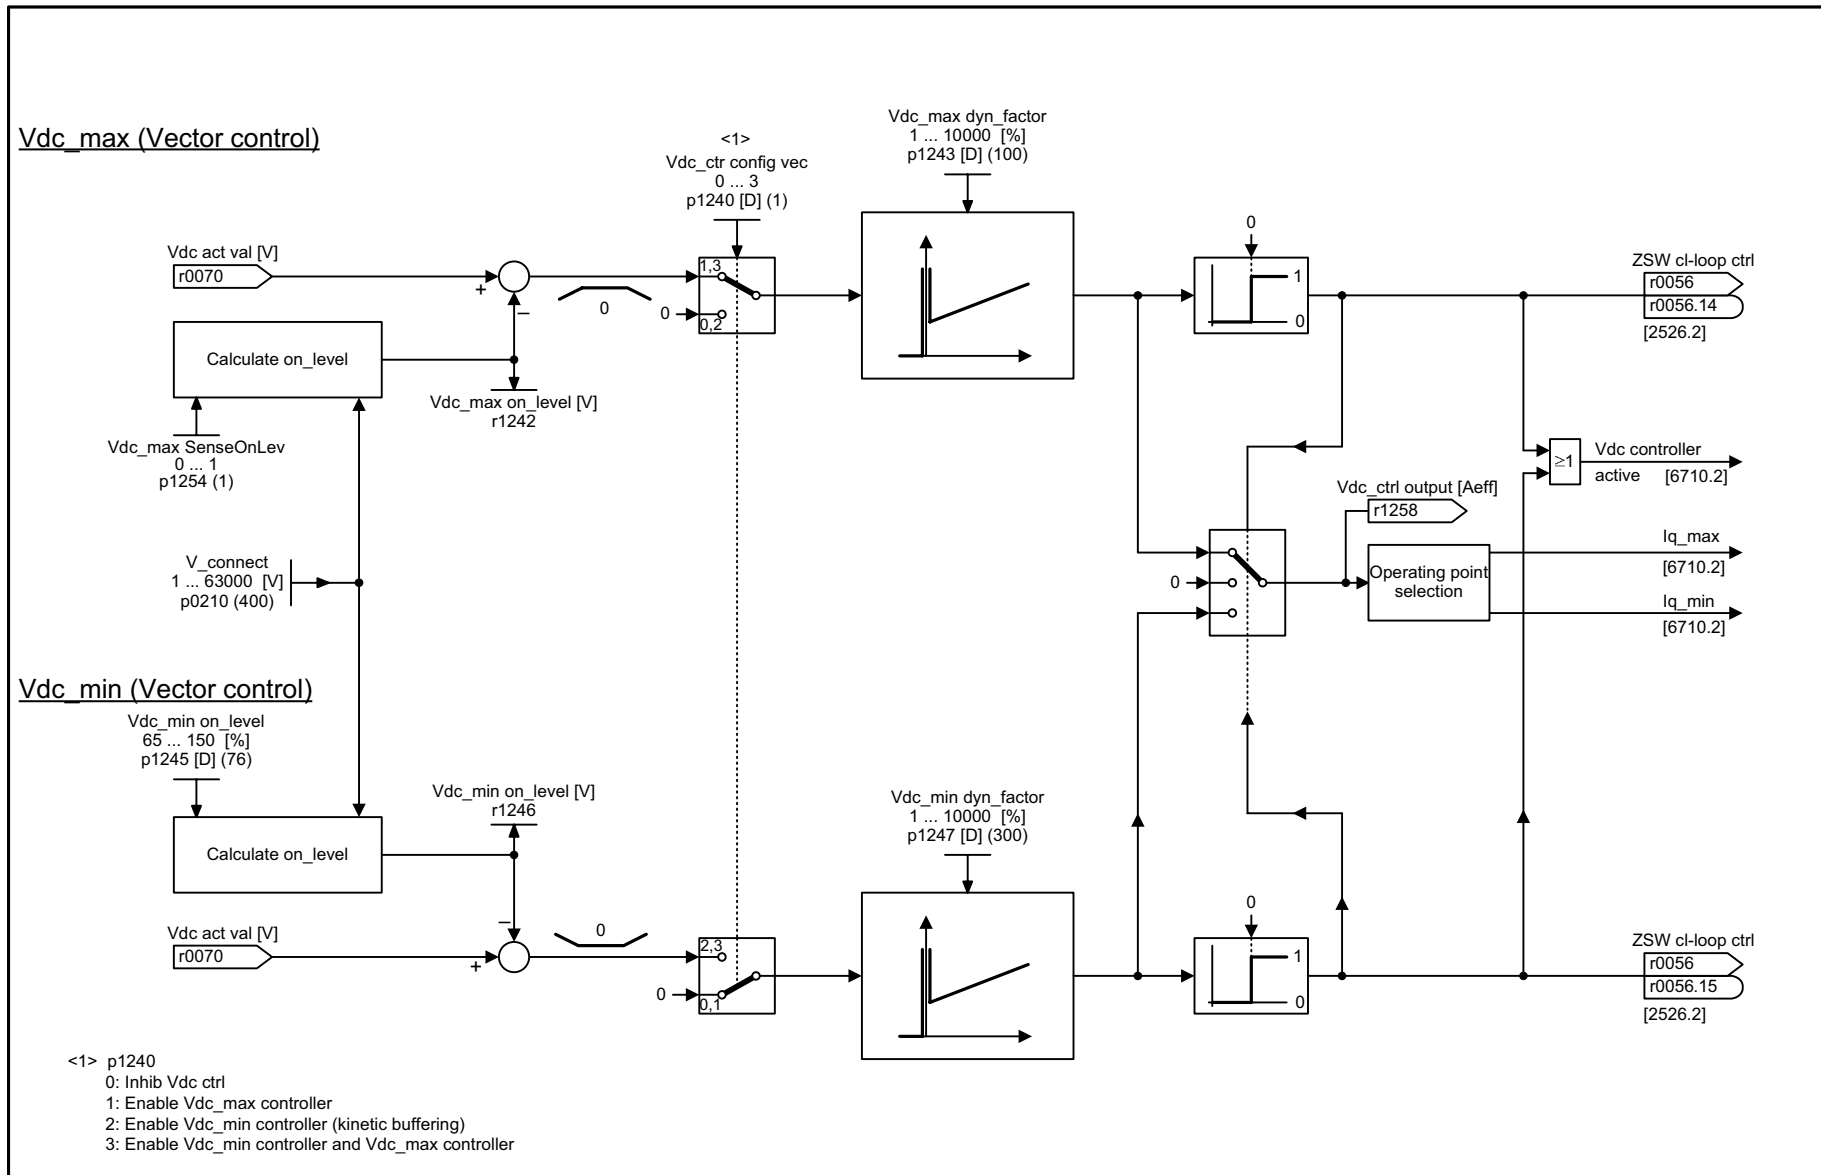 Vdc_max (Vector control)
<1>
Vdc_ctr config vec
0 ... 3
p1240 [D] (1)
Vdc_max dyn_factor
1 ... 10000 [%]
p1243 [D] (100)
Vdc act val [V]
r0070
+
–
0
1,3
0
0,2
0
1
0
ZSW cl-loop ctrl
r0056
r0056.14
[2526.2]
Calculate on_level
Vdc_max on_level [V]
r1242
Vdc_max SenseOnLev
0 ... 1
p1254 (1)
≥1
Vdc controller
active [6710.2]
Vdc_ctrl output [Aeff]
r1258
V_connect
1 ... 63000 [V]
p0210 (400)
0
Operating point
selection
Iq_max
[6710.2]
Iq_min
[6710.2]
Vdc_min (Vector control)
Vdc_min on_level
65 ... 150 [%]
p1245 [D] (76)
Vdc_min on_level [V]
r1246
Vdc_min dyn_factor
1 ... 10000 [%]
p1247 [D] (300)
Calculate on_level
Vdc act val [V]
r0070
+
–
0
2,3
0
0,1
0
1
0
ZSW cl-loop ctrl
r0056
r0056.15
[2526.2]
<1> p1240
0: Inhib Vdc ctrl
1: Enable Vdc_max controller
2: Enable Vdc_min controller (kinetic buffering)
3: Enable Vdc_min controller and Vdc_max controller